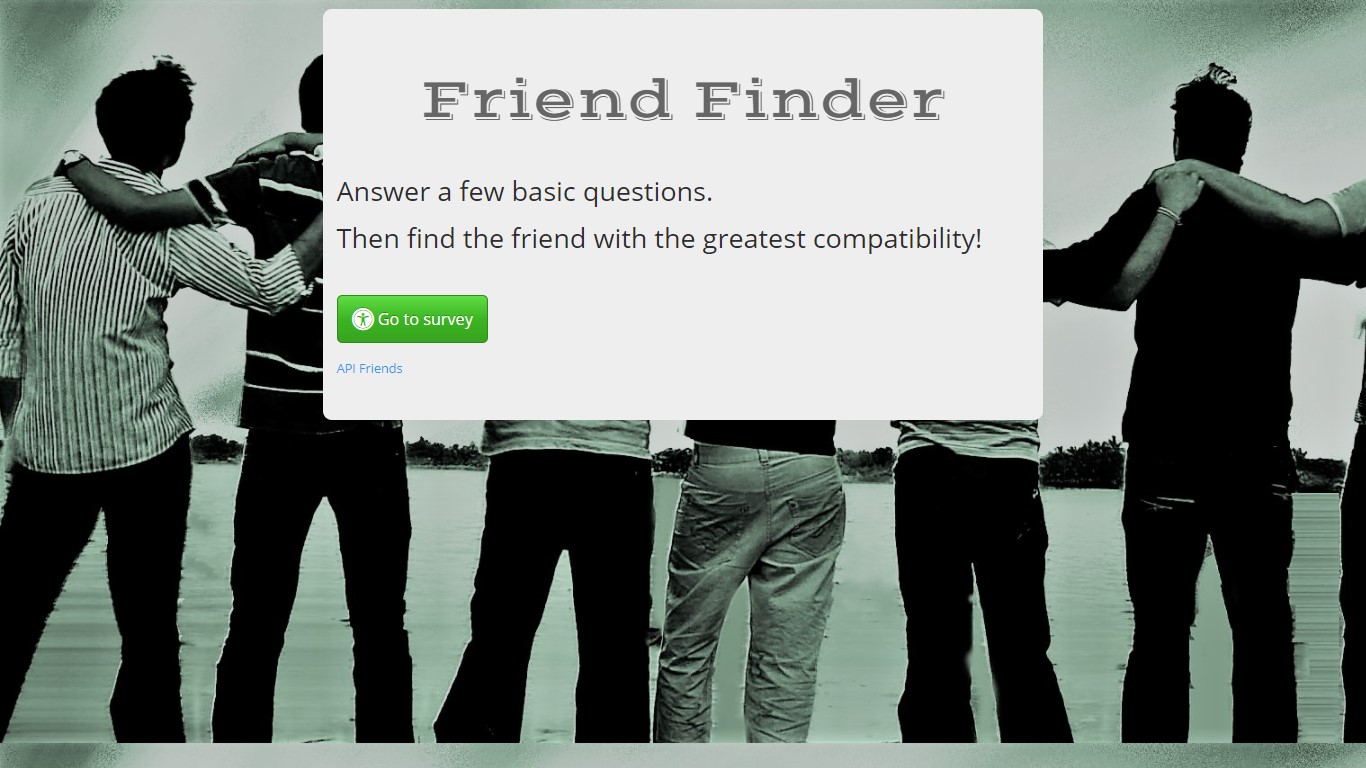 Friend Finder
Answer a few basic questions.
Then find the friend with the greatest compatibility!
Go to survey
API Friends